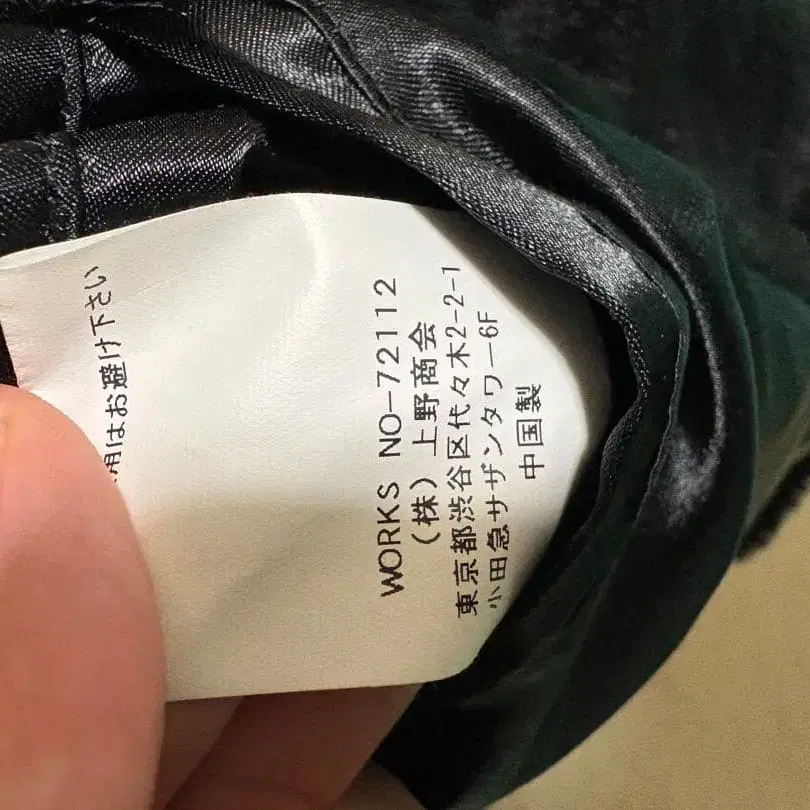 用はお避け下さい
WORKS NO-72112
(株)上野商会
東京都渋谷区代々木2-2-1
小田急サザンタワー6F
中国製